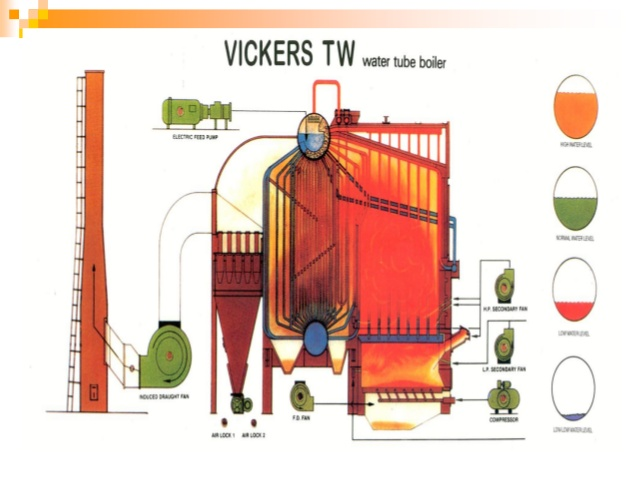 VICKERS TW water tube boiler
ELECTRIC FEED PUMP
HIGH WATER LEVEL
NORMAL WATER LEVEL
H.P. SECONDARY FAN
LOW WATER LEVEL
L.P. SECONDARY FAN
INDUCED DRAUGHT FAN
F.D. FAN
COMPRESSOR
AIR LOCK 1 AIR LOCK 2
LOW LOW WATER LEVEL